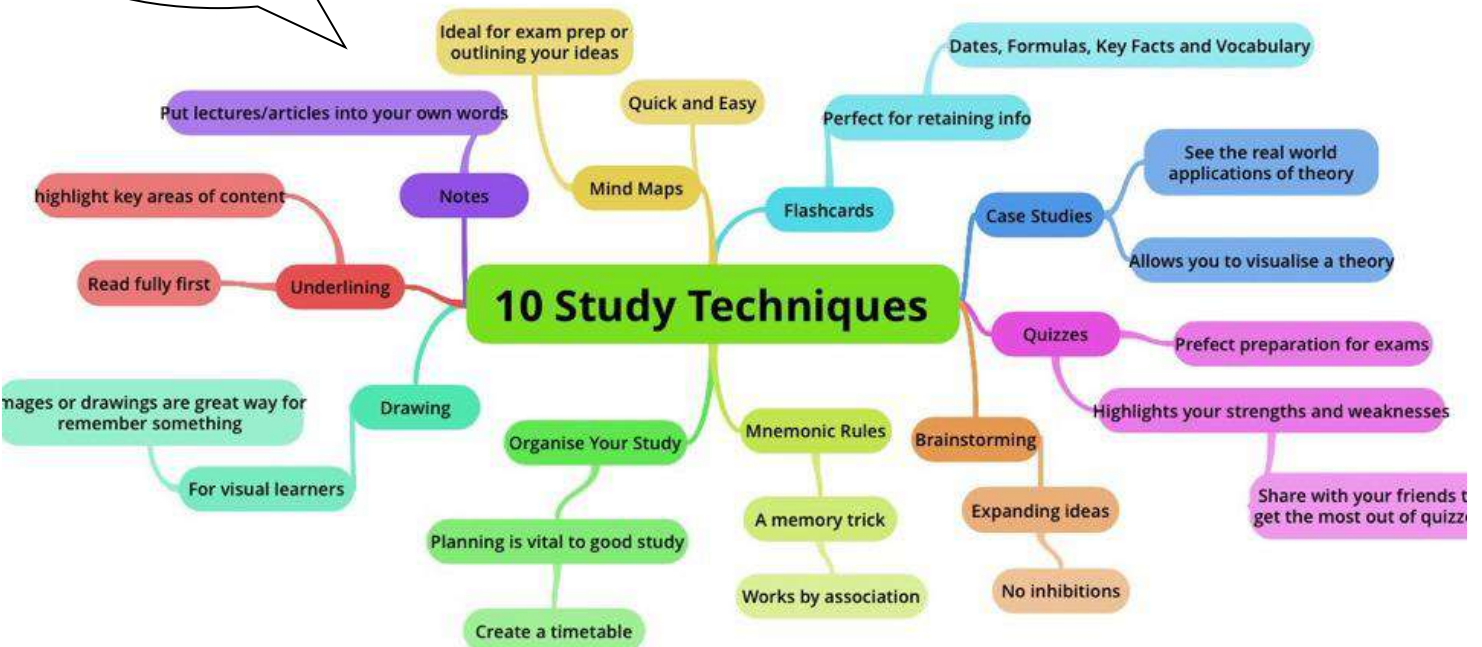 Ideal for exam prep or
outlining your ideas
Quick and Easy
Mind Maps
Dates, Formulas, Key Facts and Vocabulary
Perfect for retaining info
Flashcards
Put lectures/articles into your own words
Notes
highlight key areas of content
Read fully first
Underlining
See the real world
applications of theory
Case Studies
Allows you to visualise a theory
10 Study Techniques
Quizzes
Prefect preparation for exams
Highlights your strengths and weaknesses
Share with your friends
get the most out of
Drawing
or drawings are great way for
remember something
For visual learners
Organise Your Study
Planning is vital to good study
Create a timetable
Mnemonic Rules
A memory trick
Works by association
Brainstorming
Expanding ideas
No inhibitions